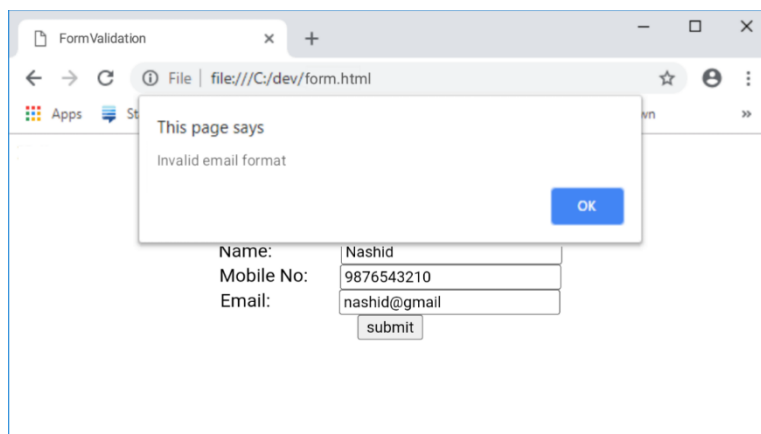 FormValidation
File file:///C:/dev/form.html
Apps
This page says
Invalid email format
OK
Name: Nashid
Mobile No: 9876543210
Email: nashid@gmail
submit